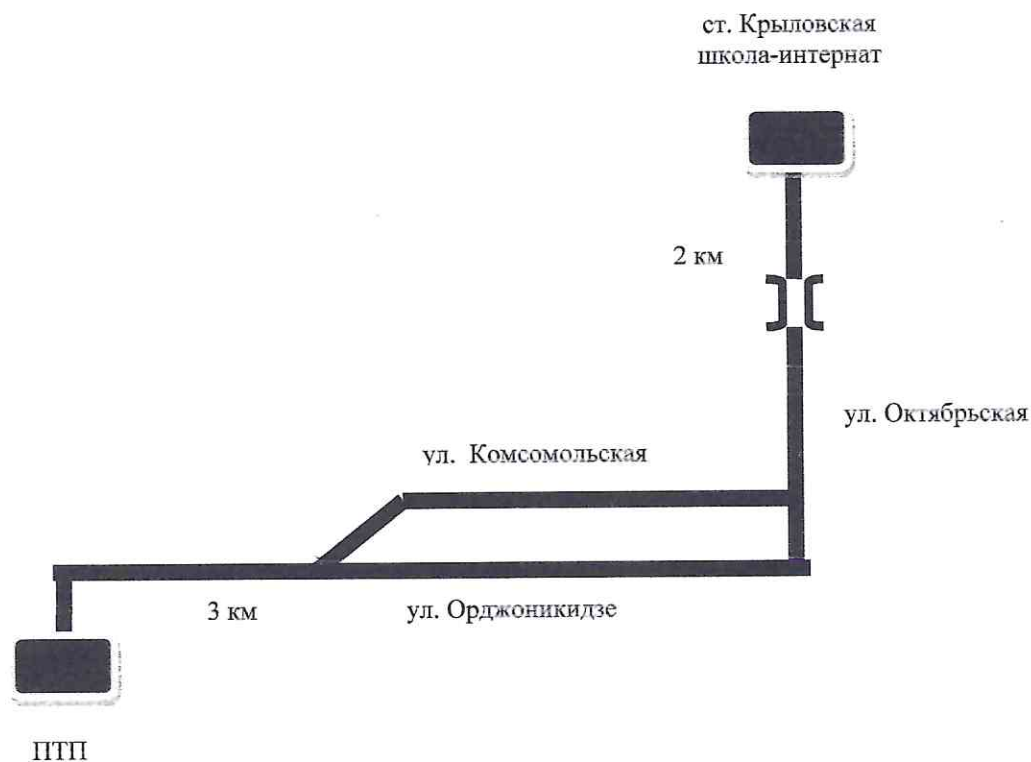 ст. Крыловская
школа-интернат
2 км
ул. Октябрьская
ул. Комсомольская
3 км
ул. Орджоникидзе
ПТП